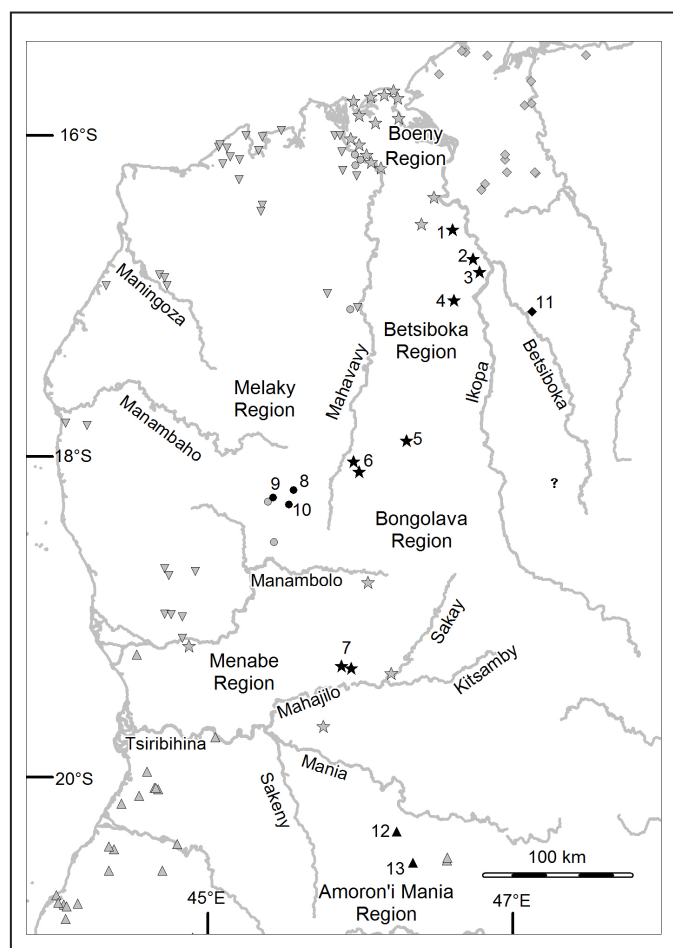 16°S
Boeny
Region
1
2
3
Maningoza
4
11
Betsiboka
Region
Mahavavy
Ikopa
Betsiboka
Melaky
Region
Manambaho
5
18°S
6
8
9
10
?
Bongolava
Region
Manambolo
Sakay
7
Menabe
Region
Kitsamby
Mahajilo
Tsiribihina
Mania
20°S
Sakeny
12
13
100 km
Amoron'i Mania
Region
45°E
47°E